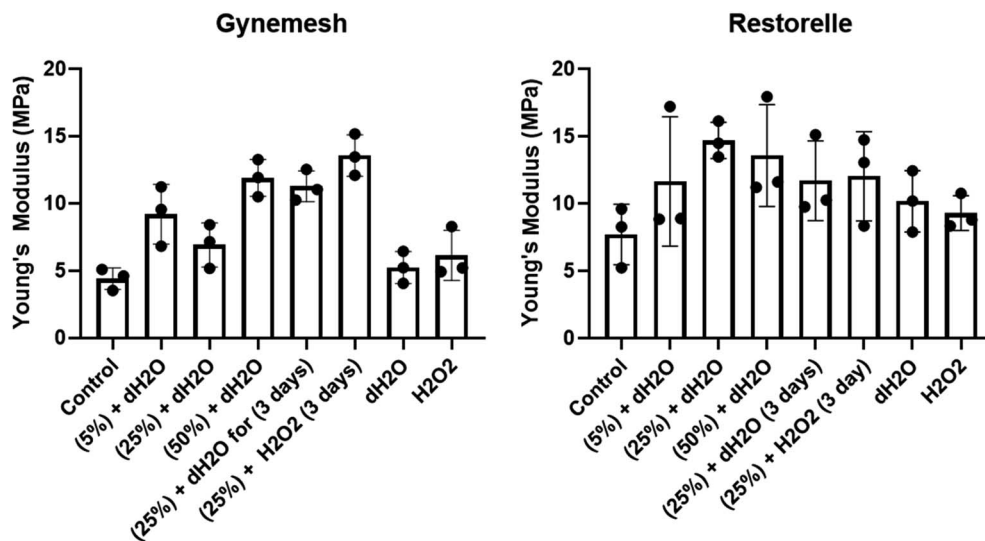 Gynemesh
Young's Modulus (MPa)
20
15
10
5
0
Control
(5%) + dH2O
(25%) + dH2O
(50%) + dH2O
(25%) + dH2O for (3 days)
(25%) + H2O2 (3 days)
dH2O
H2O2
Restorelle
Young's Modulus (MPa)
20
15
10
5
0
Control
(5%) + dH2O
(25%) + dH2O
(50%) + dH2O
(25%) + dH2O (3 days)
(25%) + H2O2 (3 day)
dH2O
H2O2